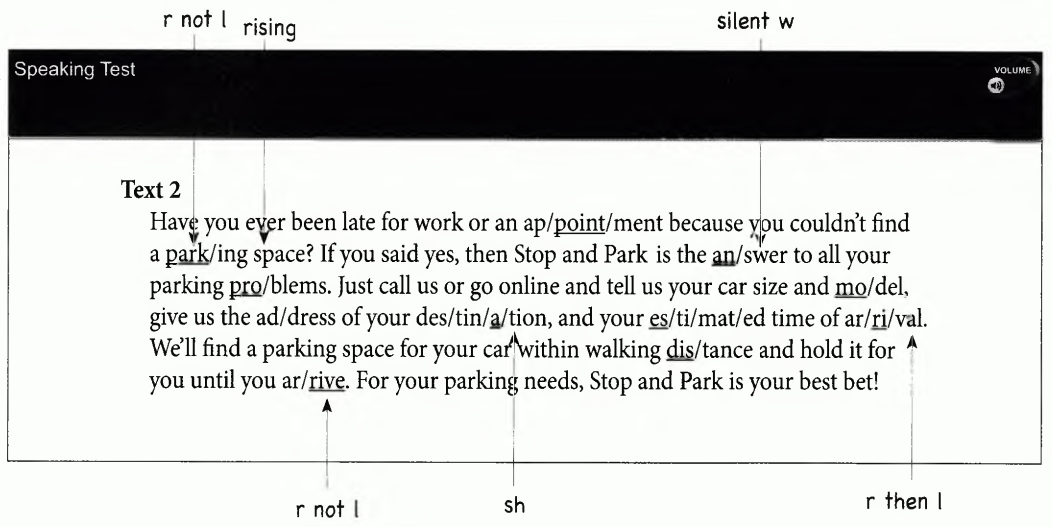 r not l
rising
silent w
Speaking Test
VOLUME
Text 2
Have you ever been late for work or an ap/point/ment because you couldn't find
a park/ing space? If you said yes, then Stop and Park is the an/swer to all your
parking pro/blems. Just call us or go online and tell us your car size and mo/del,
give us the ad/dress of your des/tin/a/tion, and your es/ti/mat/ed time of ar/ri/val.
We'll find a parking space for your car within walking dis/tance and hold it for
you until you ar/rive. For your parking needs, Stop and Park is your best bet!
r not l
sh
r then l